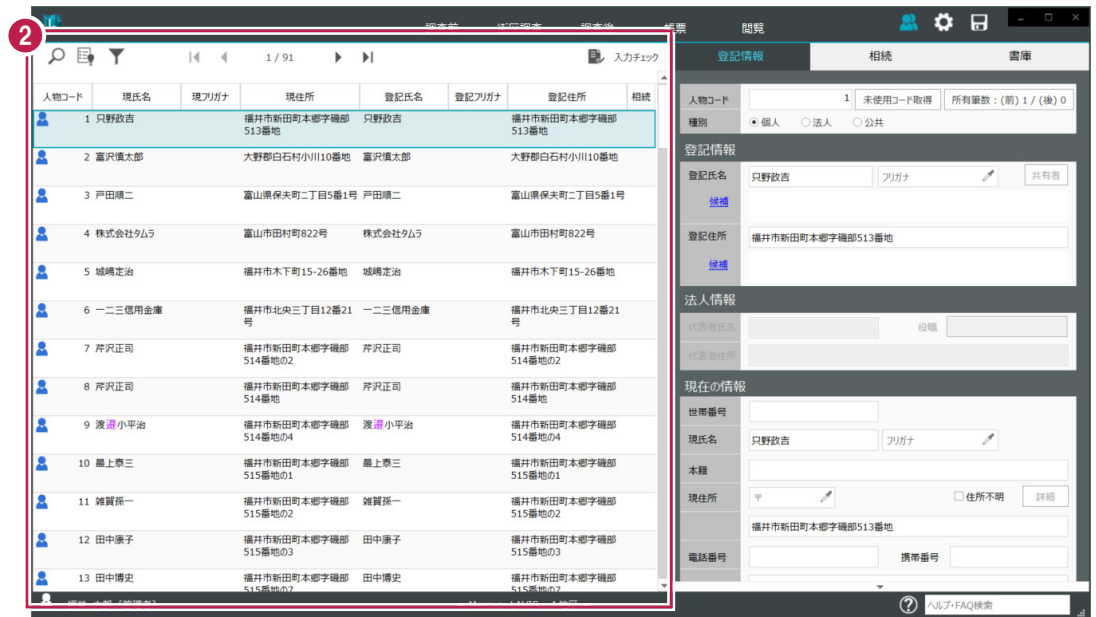 調査前 街区調査 調査後 帳票 閲覧
2
1 / 91 入力チェック
人物コード 現氏名 現フリガナ 現住所 登記氏名 登記フリガナ 登記住所 相続
1 只野政吉 福井市新田町本郷字磯部 只野政吉 福井市新田町本郷字磯部
513番地 513番地
2 富沢慎太郎 大野郡白石村小川10番地 富沢慎太郎 大野郡白石村小川10番地
3 戸田順二 富山県保夫町二丁目5番1号 戸田順二 富山県保夫町二丁目5番1号
4 株式会社タムラ 富山市田村町822号 株式会社タムラ 富山市田村町822号
5 城嶋定治 福井市木下町15-26番地 城嶋定治 福井市木下町15-26番地
6 一二三信用金庫 福井市北央三丁目12番21 一二三信用金庫 福井市北央三丁目12番21
号 号
7 芹沢正司 福井市新田町本郷字磯部 芹沢正司 福井市新田町本郷字磯部
514番地の2 514番地の2
8 芹沢正司 福井市新田町本郷字磯部 芹沢正司 福井市新田町本郷字磯部
514番地 514番地
9 渡邉小平治 福井市新田町本郷字磯部 渡邉小平治 福井市新田町本郷字磯部
514番地の4 514番地の4
10 最上泰三 福井市新田町本郷字磯部 最上泰三 福井市新田町本郷字磯部
515番地の1 515番地の1
11 雑賀孫一 福井市新田町本郷字磯部 雑賀孫一 福井市新田町本郷字磯部
515番地の2 515番地の2
12 田中康子 福井市新田町本郷字磯部 田中康子 福井市新田町本郷字磯部
515番地の3 515番地の3
13 田中博史 福井市新田町本郷字磯部 田中博史 福井市新田町本郷字磯部
515番地の7 515番地の7
登記情報 相続 書庫
人物コード 1 未使用コード取得 所有筆数：(前) 1 / (後) 0
種別 個人 法人 公共
登記情報
登記氏名 只野政吉 フリガナ 共有者
候補
登記住所 福井市新田町本郷字磯部513番地
候補
法人情報
代表者氏名 役職
代表者住所
現在の情報
世帯番号
現氏名 只野政吉 フリガナ
本籍
現住所 〒 住所不明 詳細
福井市新田町本郷字磯部513番地
電話番号 携帯番号
ヘルプ・FAQ検索